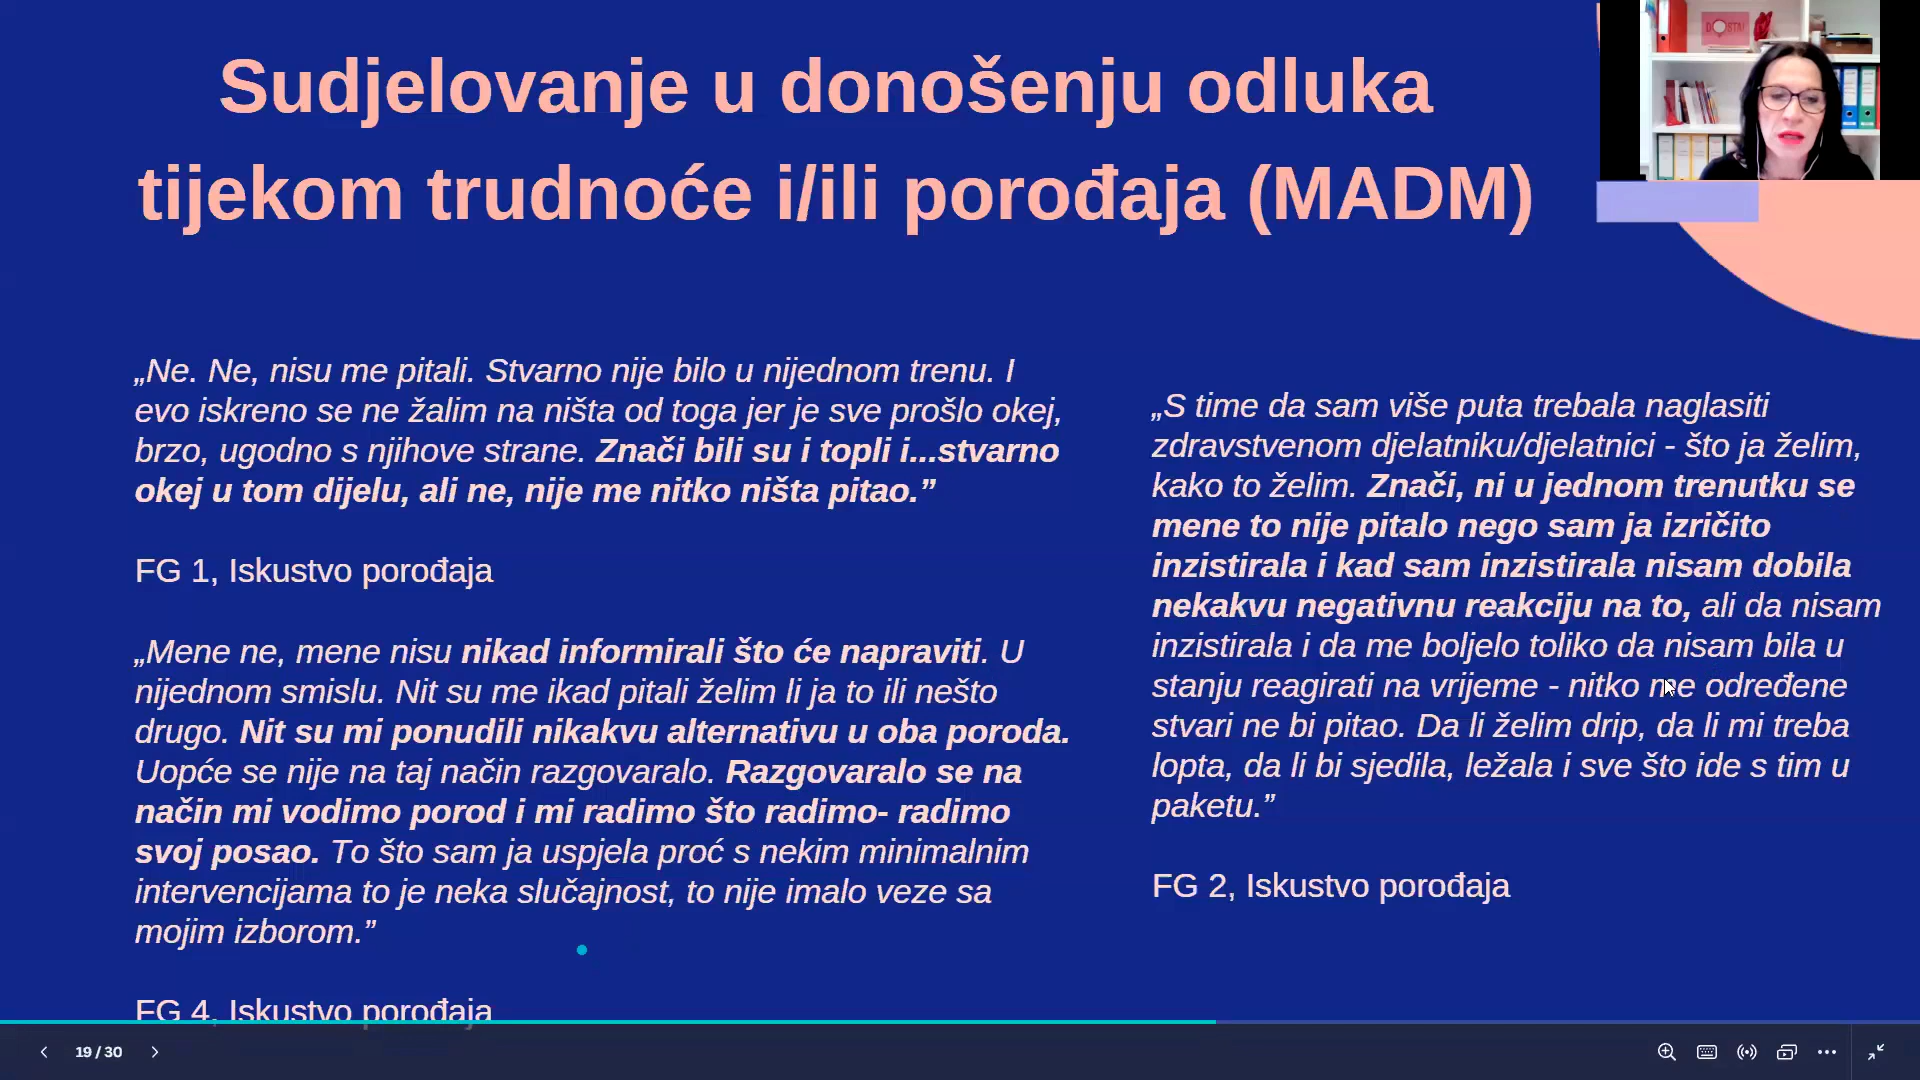 Sudjelovanje u donošenju odluka
tijekom trudnoće i/ili porođaja (MADM)
„Ne. Ne, nisu me pitali. Stvarno nije bilo u nijednom trenu. I
evo iskreno se ne žalim na ništa od toga jer je sve prošlo okej,
brzo, ugodno s njihove strane. Znači bili su i topli i...stvarno
okej u tom dijelu, ali ne, nije me nitko ništa pitao.”
FG 1, Iskustvo porođaja
„Mene ne, mene nisu nikad informirali što će napraviti. U
nijednom smislu. Nit su me ikad pitali želim li ja to ili nešto
drugo. Nit su mi ponudili nikakvu alternativu u oba poroda.
Uopće se nije na taj način razgovaralo. Razgovaralo se na
način mi vodimo porod i mi radimo što radimo- radimo
svoj posao. To što sam ja uspjela proć s nekim minimalnim
intervencijama to je neka slučajnost, to nije imalo veze sa
mojim izborom.”
FG 4, Iskustvo porođaja
„S time da sam više puta trebala naglasiti
zdravstvenom djelatniku/djelatnici - što ja želim,
kako to želim. Znači, ni u jednom trenutku se
mene to nije pitalo nego sam ja izričito
inzistirala i kad sam inzistirala nisam dobila
nekakvu negativnu reakciju na to, ali da nisam
inzistirala i da me boljelo toliko da nisam bila u
stanju reagirati na vrijeme - nitko me određene
stvari ne bi pitao. Da li želim drip, da li mi treba
lopta, da li bi sjedila, ležala i sve što ide s tim u
paketu.”
FG 2, Iskustvo porođaja
19 / 30